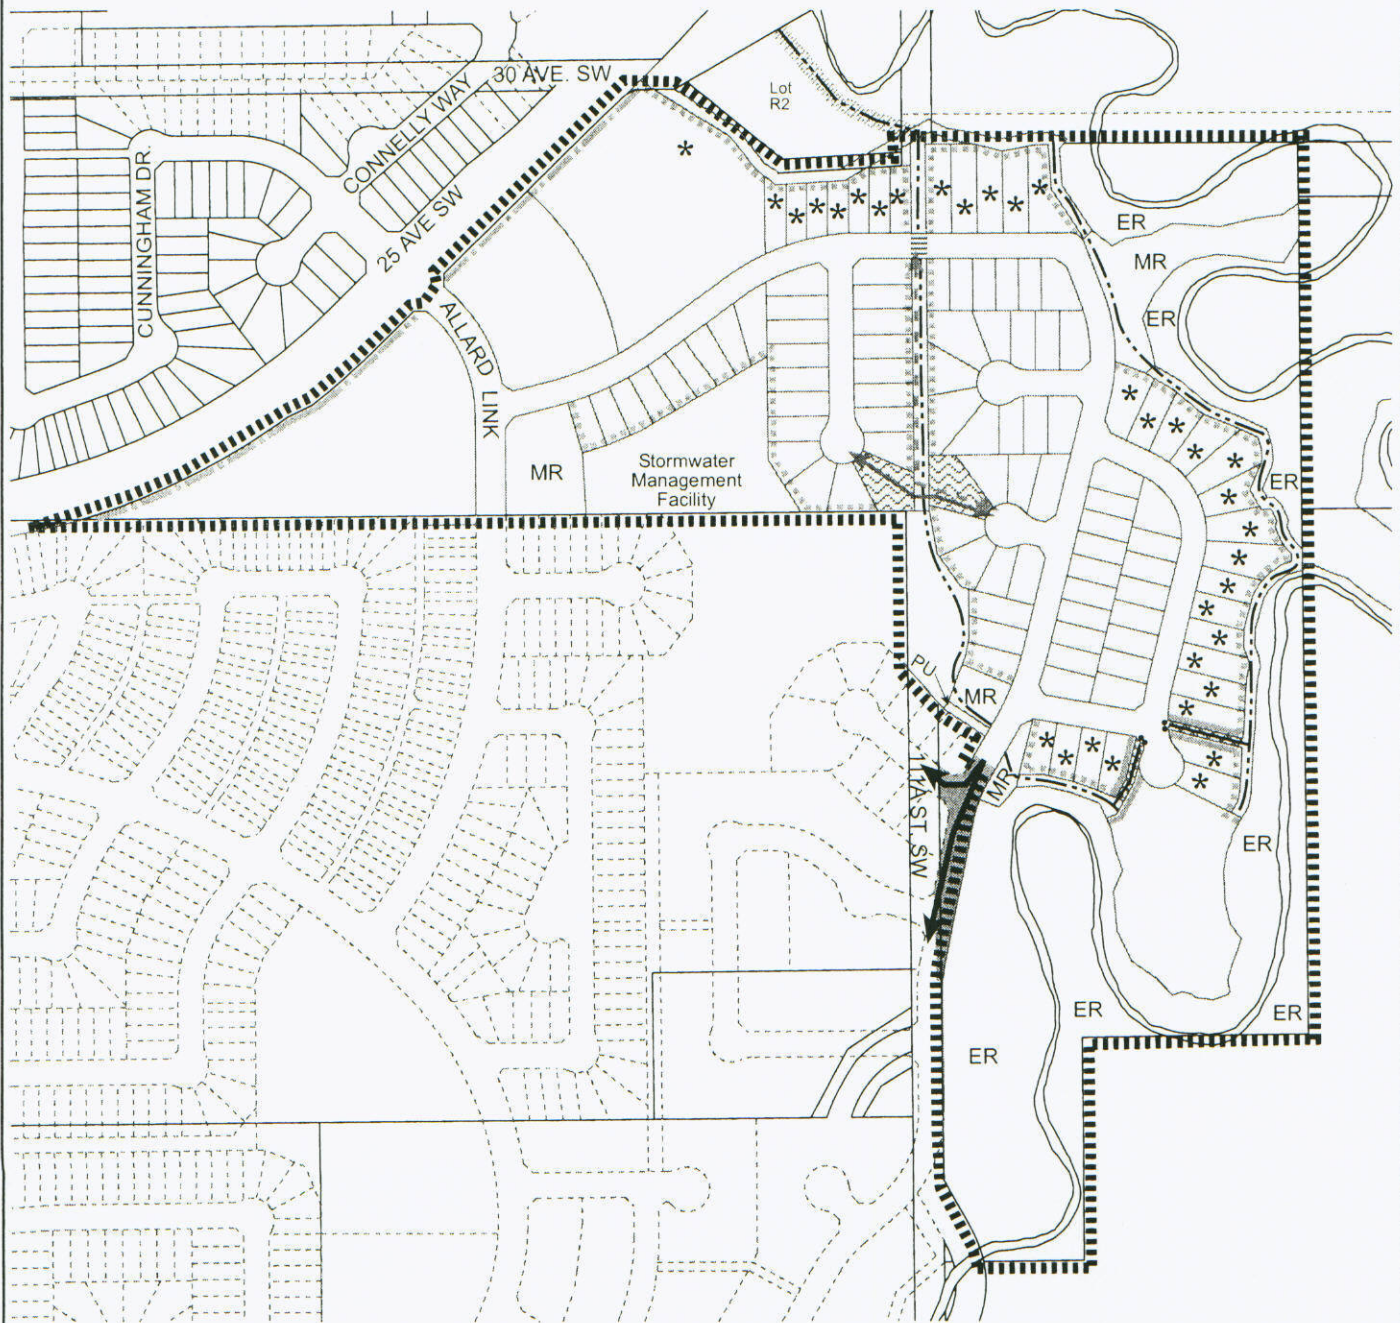 30 AVE. SW
Lot
R2
CONNELLY WAY
CUNNINGHAM DR.
25 AVE SW
ER
MR
ER
ALLARD LINK
MR
Stormwater
Management
Facility
ER
PU
MR
MR
111A ST. SW
ER
ER
ER
ER